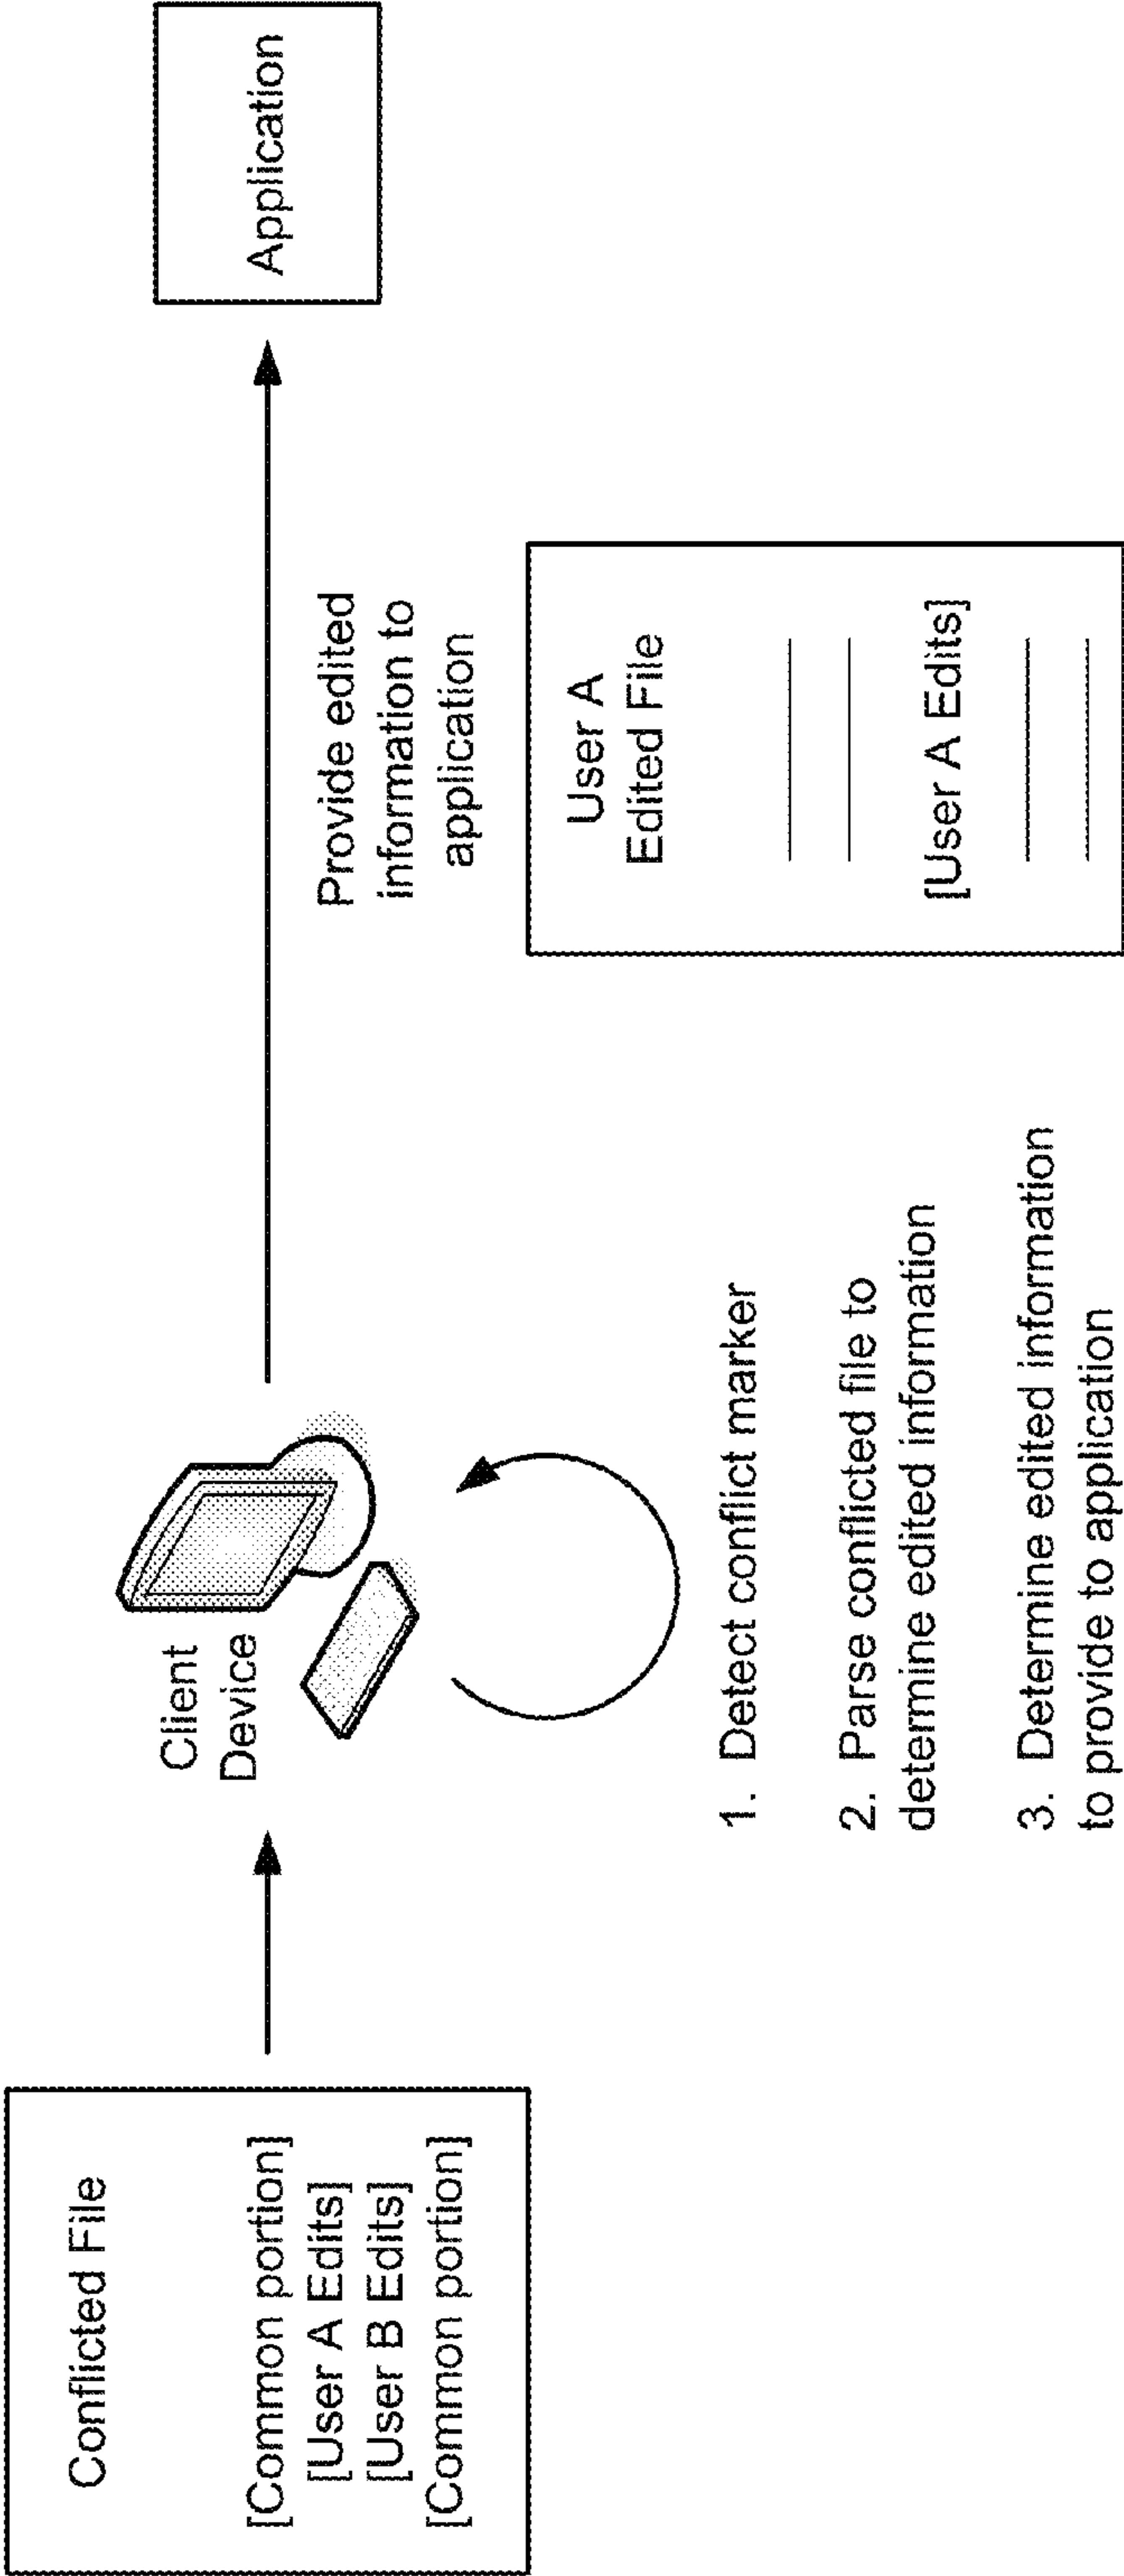 Conflicted File
[Common portion]
[User A Edits]
[User B Edits]
[Common portion]
Client
Device
1. Detect conflict marker
2. Parse conflicted file to
determine edited information
3. Determine edited information
to provide to application
Provide edited
information to
application
User A
Edited File
[User A Edits]
Application